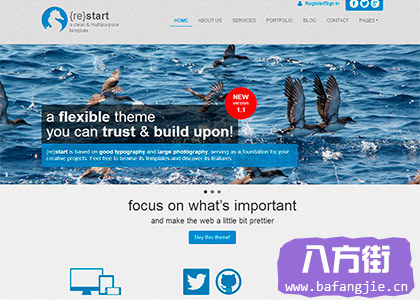 Register/Sign in
{re}start
a clean & multipurpose
template
HOME
ABOUT US
SERVICES
PORTFOLIO
BLOG
CONTACT
PAGES
NEW
version
1.1
a flexible theme
you can trust & build upon!
{re}start is based on good typography and large photography, serving as a foundation for your
creative projects. Feel free to browse its templates and discover its features.
focus on what's important
and make the web a little bit prettier
Buy this theme!
八方街
www.bafangjie.cn